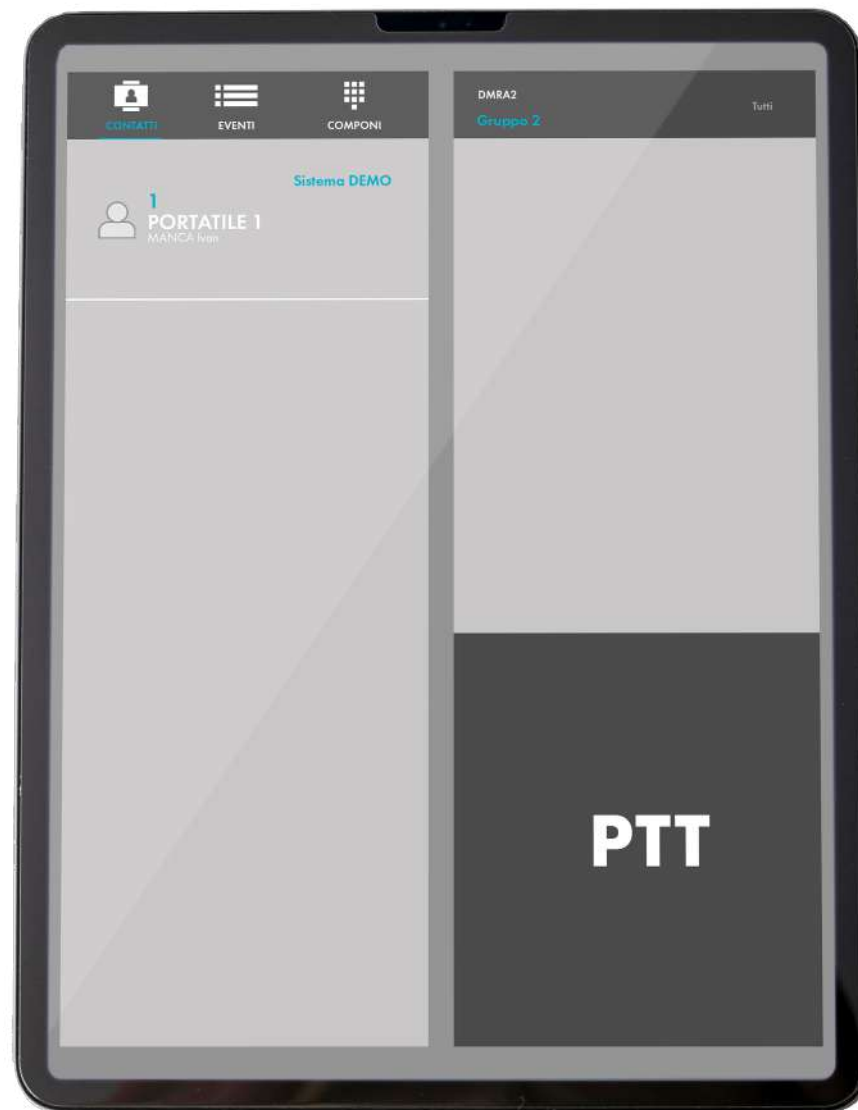 CONTATTI
EVENTI
COMPONI
Sistema DEMO
1
PORTATILE 1
MANCA Ivan
DMRA2
Gruppo 2
Tutti
PTT